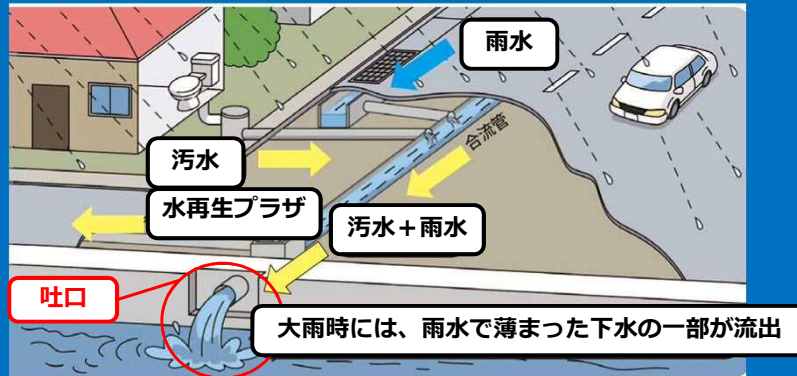 雨水
合流管
汚水
水再生プラザ
汚水＋雨水
吐口
大雨時には、雨水で薄まった下水の一部が流出